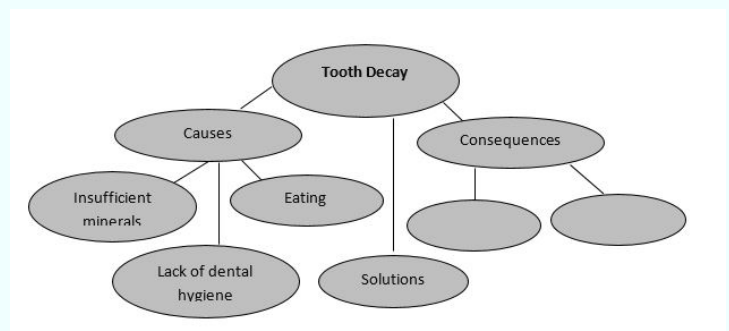 Tooth Decay
Causes
Consequences
Insufficient
minerals
Eating
Lack of dental
hygiene
Solutions